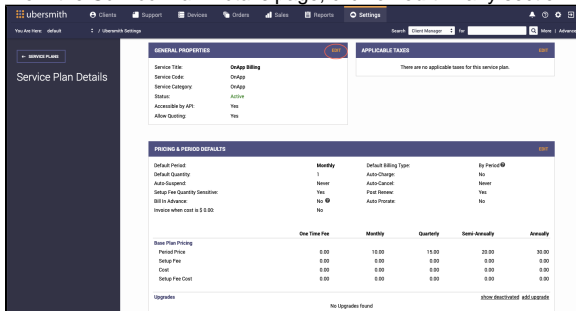 ubersmith Clients Support Devices Orders Sales Reports Settings
You Are Here: default / Ubersmith Settings Search Client Manager for More Advanced
← SERVICE PLANS
Service Plan Details
GENERAL PROPERTIES EDIT
Service Title: OnApp Billing
Service Code: OnApp
Service Category: OnApp
Status: Active
Accessible by API: Yes
Allow Quoting: Yes
APPLICABLE TAXES EDIT
There are no applicable taxes for this service plan.
PRICING & PERIOD DEFAULTS EDIT
Default Period: Monthly Default Billing Type: By Period
Default Quantity: 1 Auto-Charge: No
Auto-Suspend: Never Auto-Cancel: Never
Setup Fee Quantity Sensitive: Yes Post Renew: Yes
Bill In Advance: No Auto Prorate: No
Invoice when cost is $ 0.00: No
One Time Fee Monthly Quarterly Semi-Annually Annually
Base Plan Pricing
Period Price 0.00 10.00 15.00 20.00 30.00
Setup Fee 0.00 0.00 0.00 0.00 0.00
Cost 0.00 0.00 0.00 0.00 0.00
Setup Fee Cost 0.00 0.00 0.00 0.00 0.00
Upgrades show deactivated add upgrade
No Upgrades found